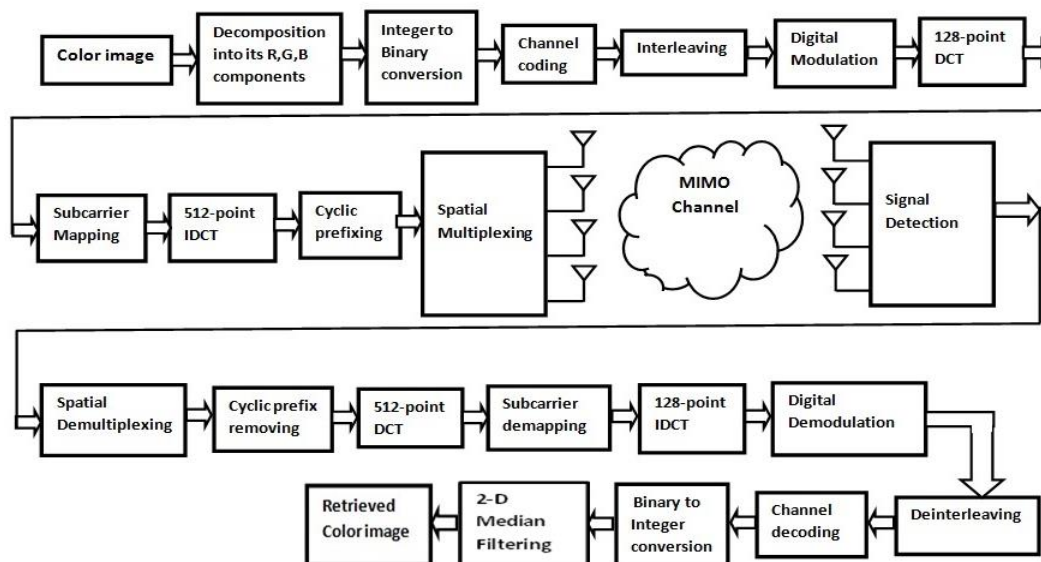 Color image
Decomposition
into its R,G,B
components
Integer to
Binary
conversion
Channel
coding
Interleaving
Digital
Modulation
128-point
DCT
Subcarrier
Mapping
512-point
IDCT
Cyclic
prefixing
Spatial
Multiplexing
MIMO
Channel
Signal
Detection
Spatial
Demultiplexing
Cyclic prefix
removing
512-point
DCT
Subcarrier
demapping
128-point
IDCT
Digital
Demodulation
Retrieved
Color image
2-D
Median
Filtering
Binary to
Integer
conversion
Channel
decoding
Deinterleaving